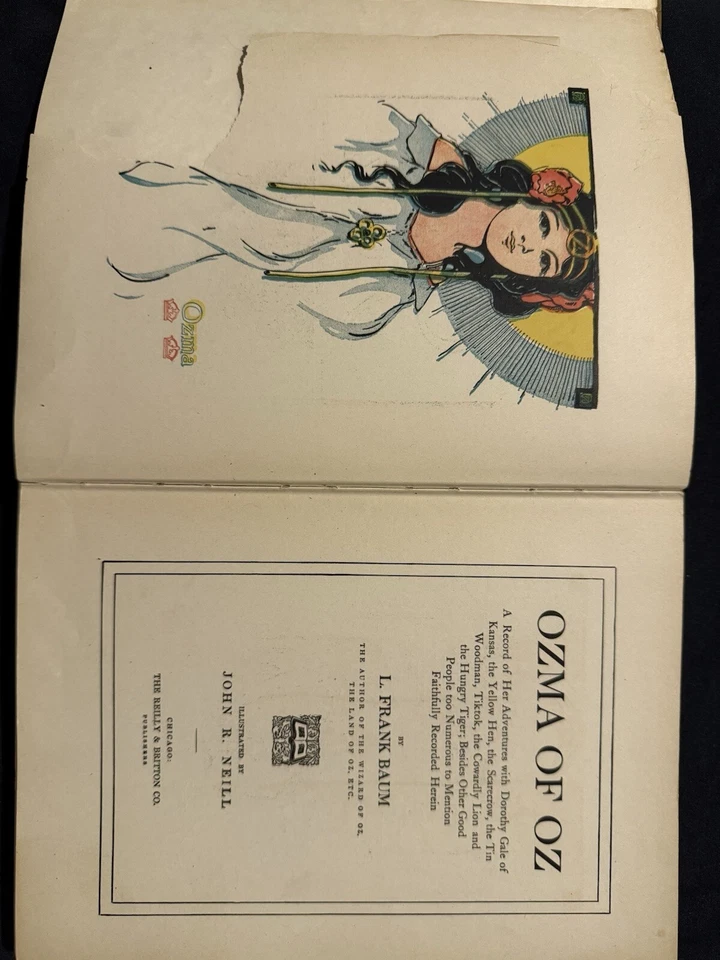 Ozma
OZMA OF OZ
A Record of Her Adventures with Dorothy Gale of
Kansas, the Yellow Hen, the Scarecrow, the Tin
Woodman, Tiktok, the Cowardly Lion and
the Hungry Tiger; Besides Other Good
People too Numerous to Mention
Faithfully Recorded Herein
BY
L. FRANK BAUM
THE AUTHOR OF THE WIZARD OF OZ,
THE LAND OF OZ, ETC.
ILLUSTRATED BY
JOHN R. NEILL
CHICAGO:
THE REILLY & BRITTON CO.
PUBLISHERS